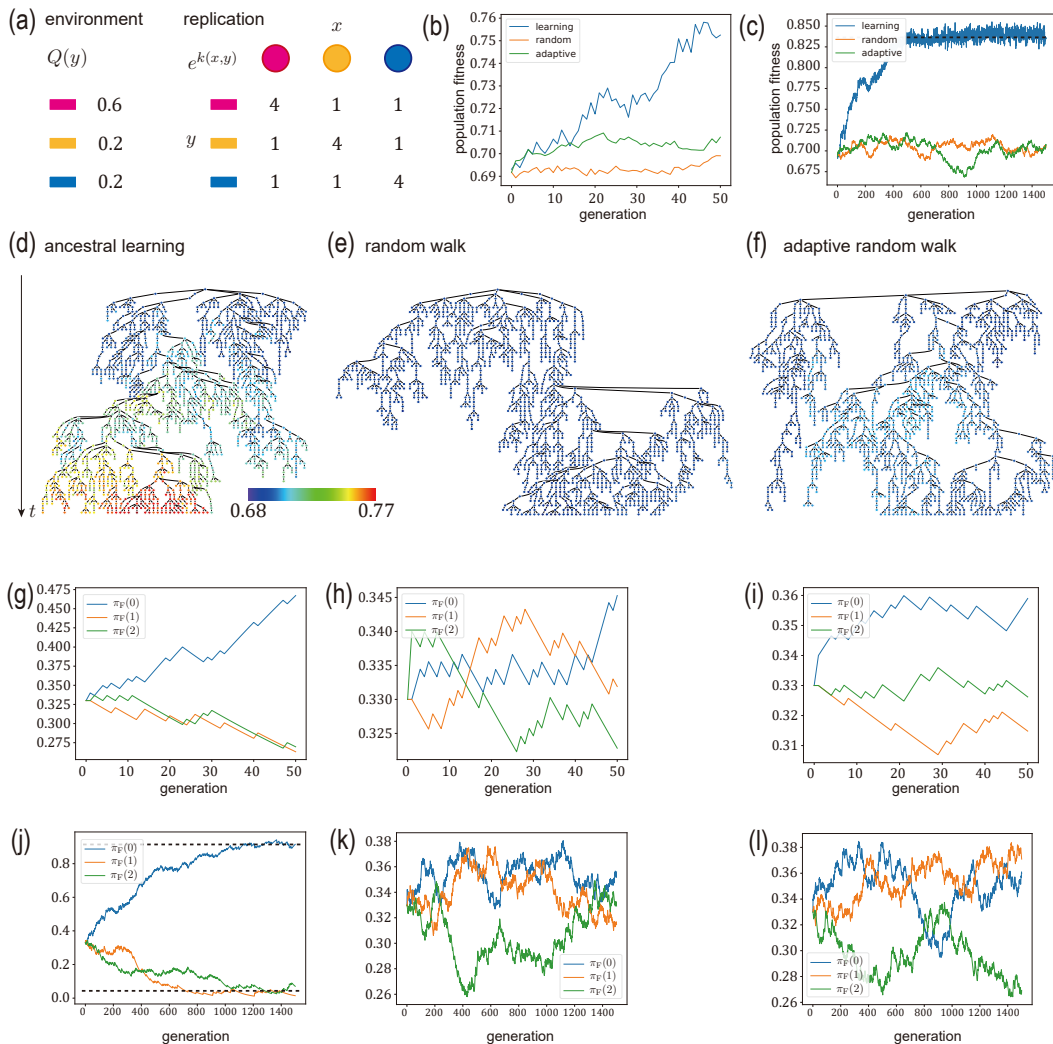 (a) environment replication x
Q(y) e^{k(x,y)}
0.6 4 1 1
0.2 y 1 4 1
0.2 1 1 4
(b)
population fitness
0.76
0.75
0.74
0.73
0.72
0.71
0.70
0.69
learning
random
adaptive
0 10 20 30 40 50
generation
(c)
population fitness
0.850
0.825
0.800
0.775
0.750
0.725
0.700
0.675
learning
random
adaptive
0 200 400 600 800 1000 1200 1400
generation
(d) ancestral learning
(e) random walk
(f) adaptive random walk
t
0.68 0.77
(g)
0.475
0.450
0.425
0.400
0.375
0.350
0.325
0.300
0.275
π_F(0)
π_F(1)
π_F(2)
0 10 20 30 40 50
generation
(h)
0.345
0.340
0.335
0.330
0.325
π_F(0)
π_F(1)
π_F(2)
0 10 20 30 40 50
generation
(i)
0.36
0.35
0.34
0.33
0.32
0.31
π_F(0)
π_F(1)
π_F(2)
0 10 20 30 40 50
generation
(j)
0.8
0.6
0.4
0.2
0.0
π_F(0)
π_F(1)
π_F(2)
0 200 400 600 800 1000 1200 1400
generation
(k)
0.38
0.36
0.34
0.32
0.30
0.28
0.26
π_F(0)
π_F(1)
π_F(2)
0 200 400 600 800 1000 1200 1400
generation
(l)
0.38
0.36
0.34
0.32
0.30
0.28
0.26
π_F(0)
π_F(1)
π_F(2)
0 200 400 600 800 1000 1200 1400
generation